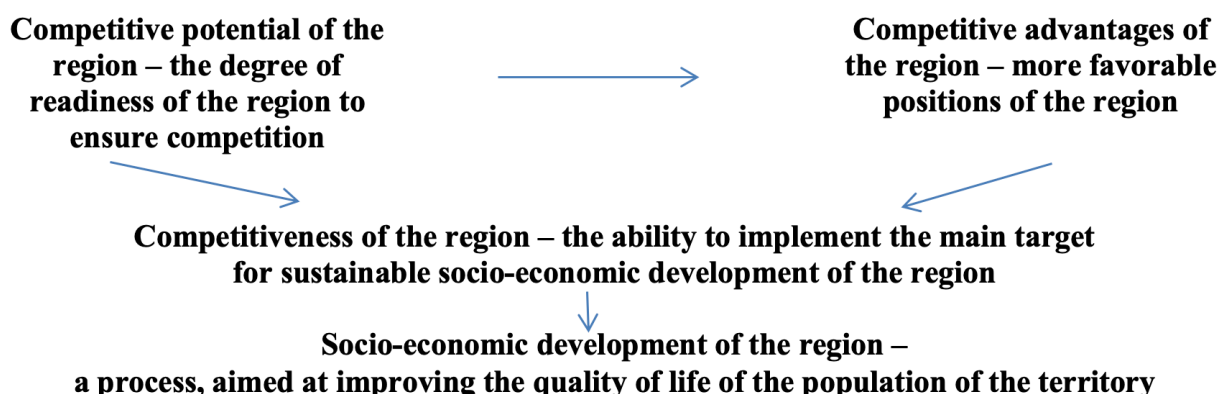 Competitive potential of the
region – the degree of
readiness of the region to
ensure competition
Competitive advantages of
the region – more favorable
positions of the region
Competitiveness of the region – the ability to implement the main target
for sustainable socio-economic development of the region
Socio-economic development of the region –
a process, aimed at improving the quality of life of the population of the territory